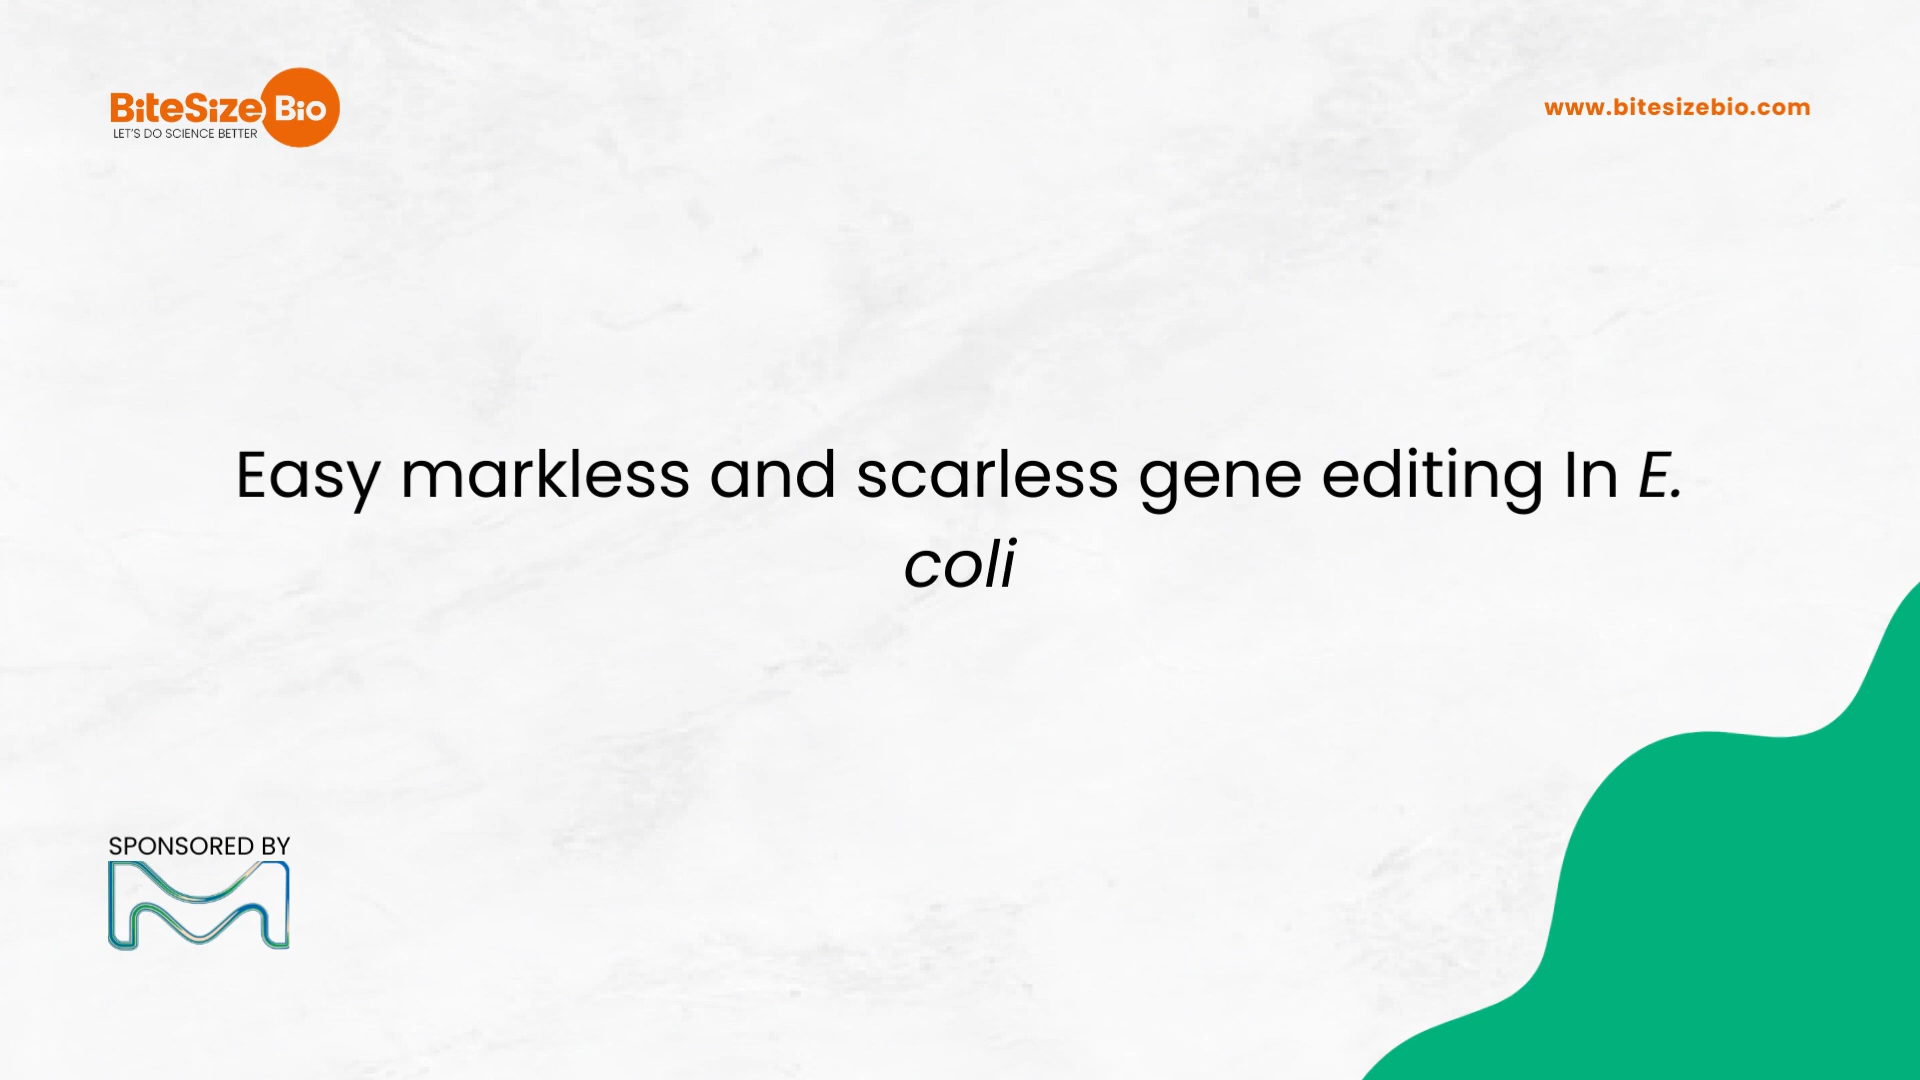 BiteSize Bio
LET'S DO SCIENCE BETTER
www.bitesizebio.com
Easy markless and scarless gene editing In E.
coli
SPONSORED BY
M